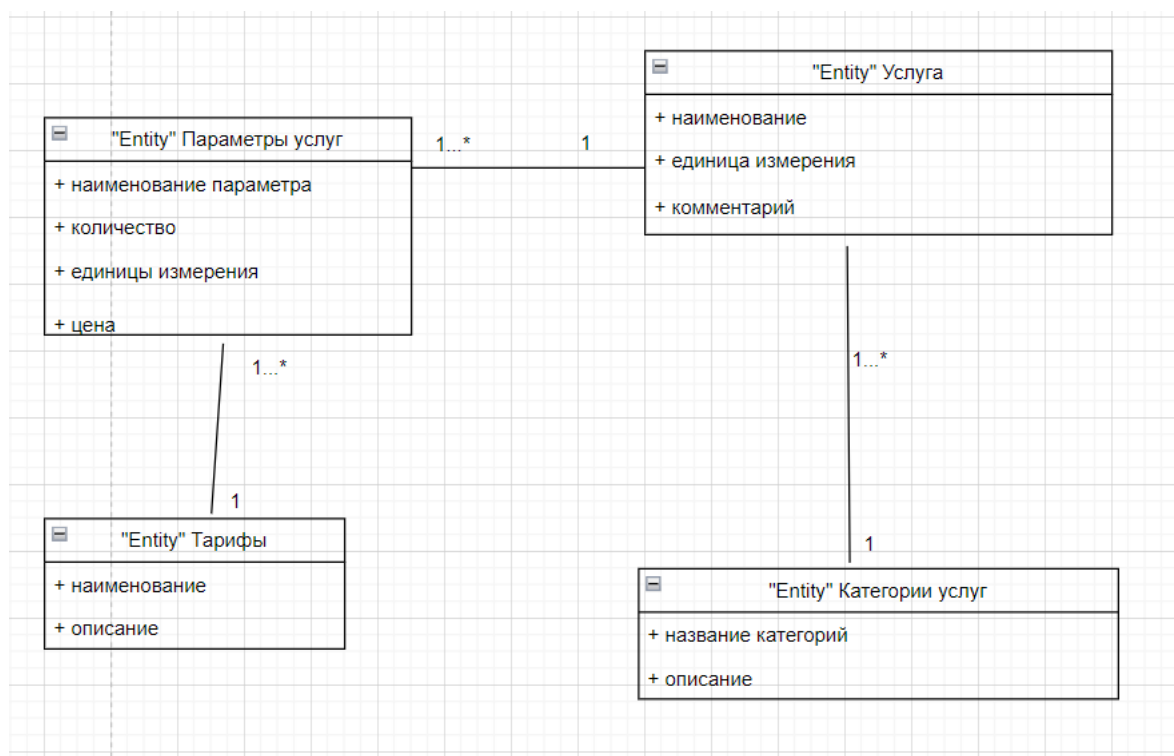 "Entity" Услуга
+ наименование
+ единица измерения
+ комментарий
"Entity" Параметры услуг
+ наименование параметра
+ количество
+ единицы измерения
+ цена
1...*
1
1...*
1
1...*
1
"Entity" Тарифы
+ наименование
+ описание
"Entity" Категории услуг
+ название категорий
+ описание